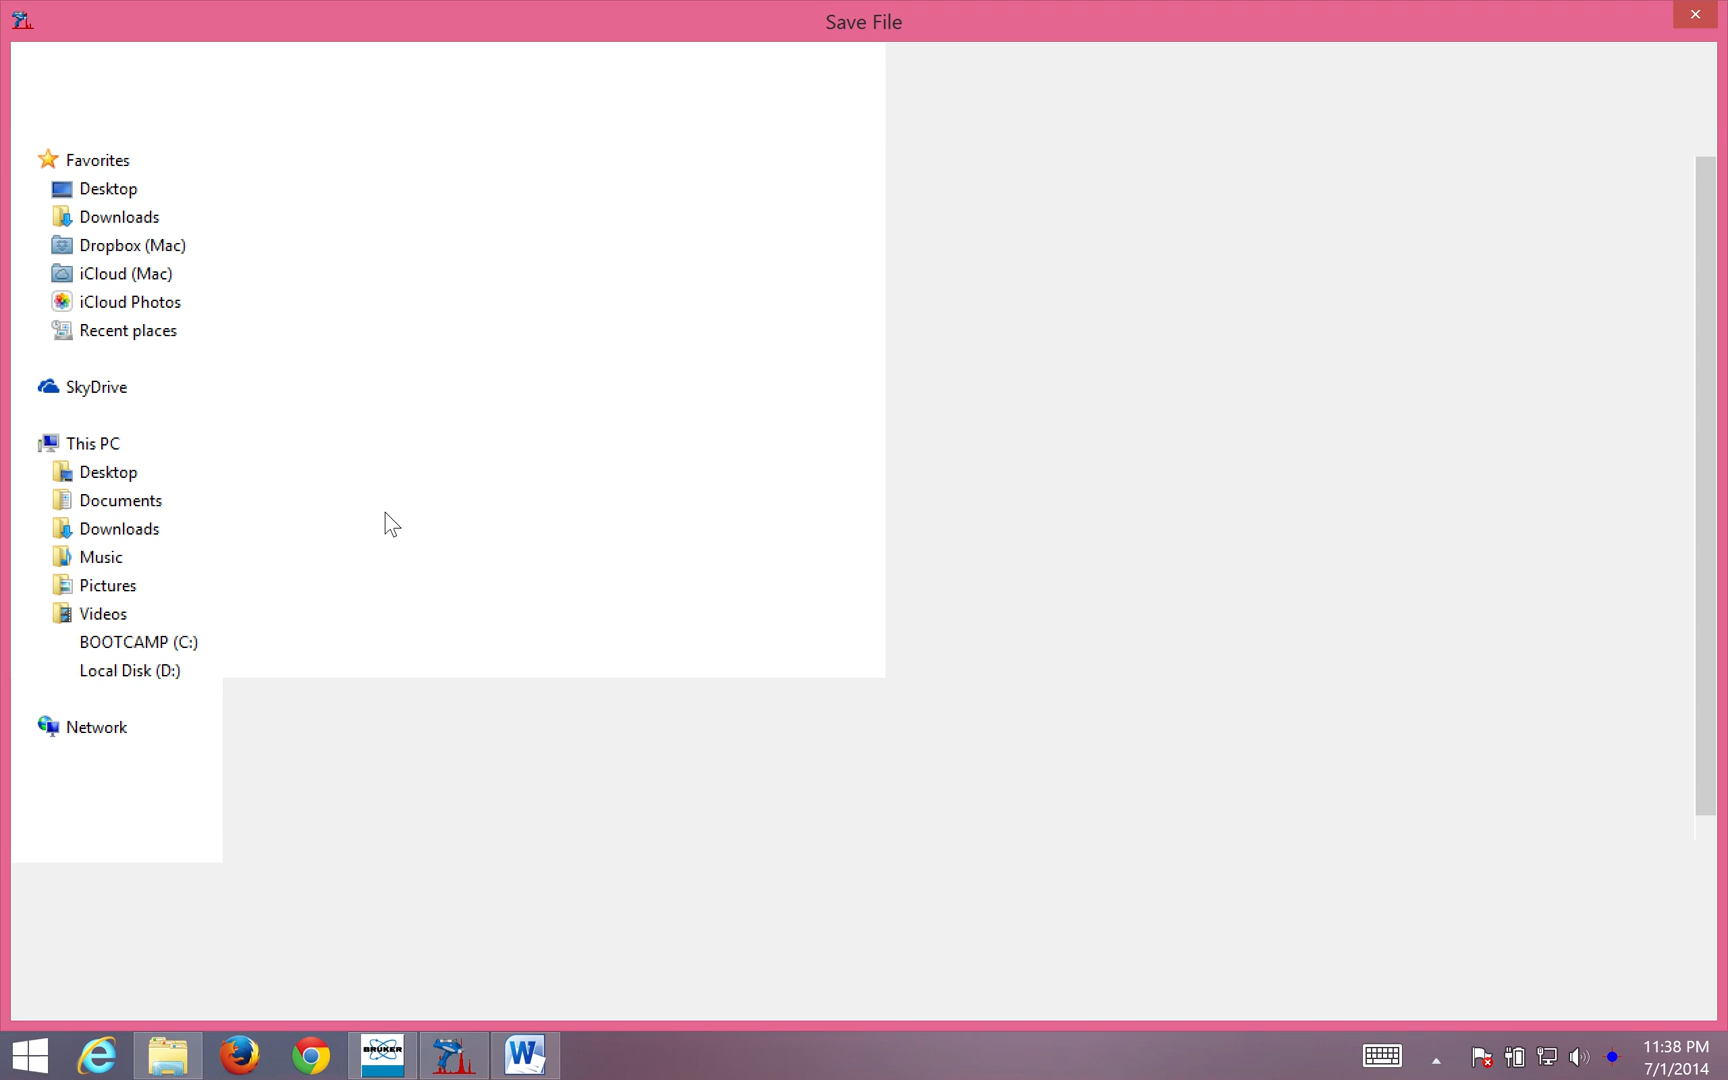 Save File
Favorites
Desktop
Downloads
Dropbox (Mac)
iCloud (Mac)
iCloud Photos
Recent places
SkyDrive
This PC
Desktop
Documents
Downloads
Music
Pictures
Videos
BOOTCAMP (C:)
Local Disk (D:)
Network
BRUKER
11:38 PM
7/1/2014